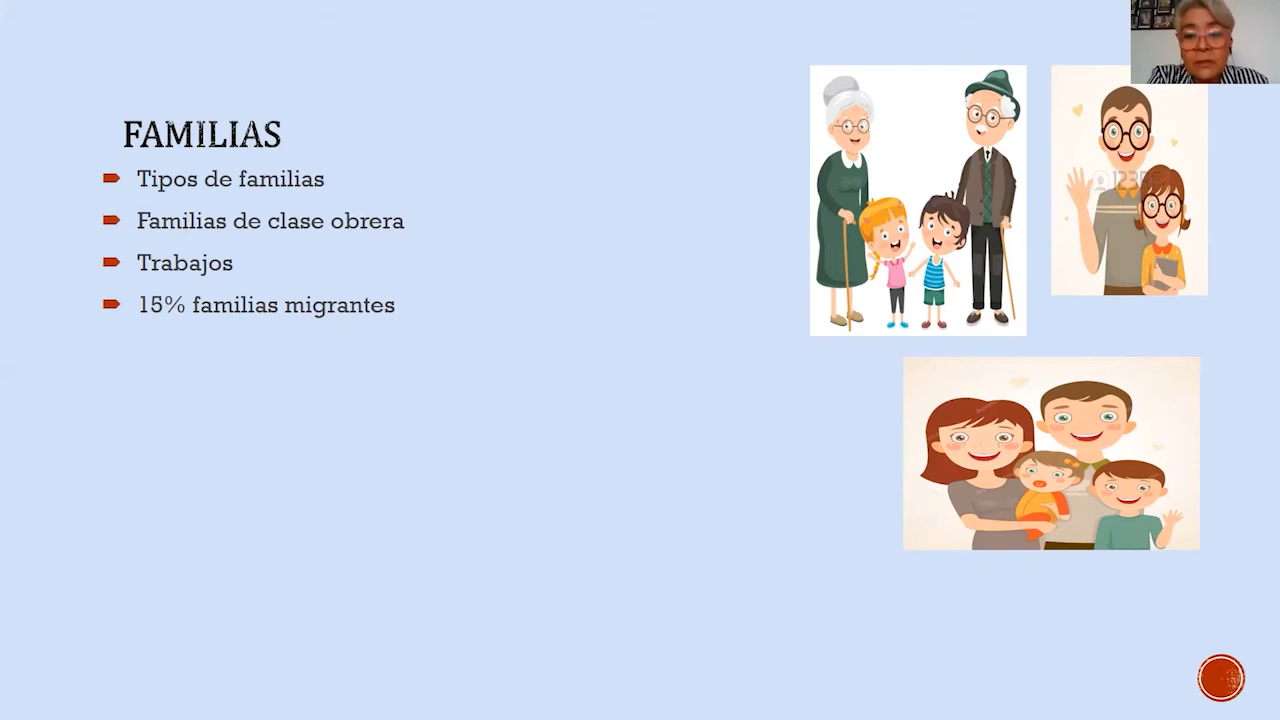 FAMILIAS
Tipos de familias
Familias de clase obrera
Trabajos
15% familias migrantes